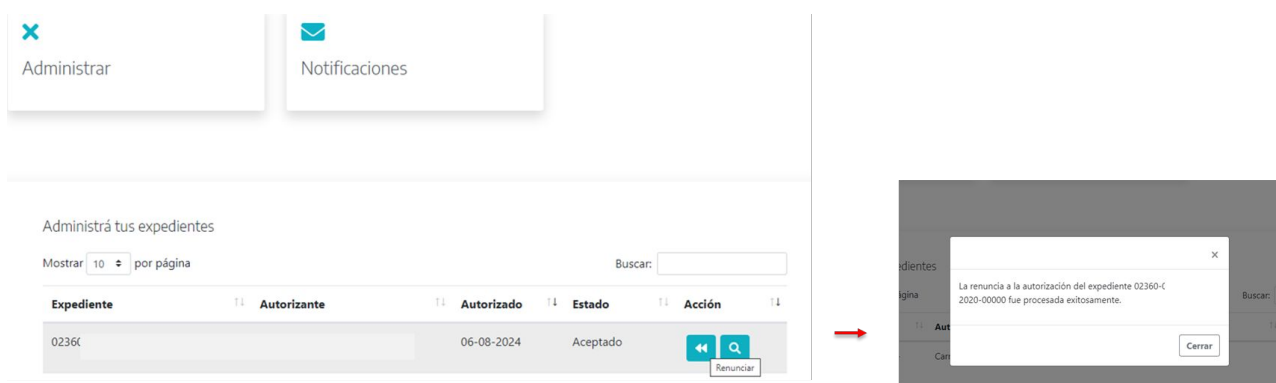 Administrar
Notificaciones
Administrá tus expedientes
Mostrar 10 por página
Buscar:
Expediente Autorizante Autorizado Estado Acción
0236 06-08-2024 Aceptado
Renunciar
×
edientes
La renuncia a la autorización del expediente 02360-
2020-00000 fue procesada exitosamente.
ágina
Buscar:
Aut
Cerrar
Car